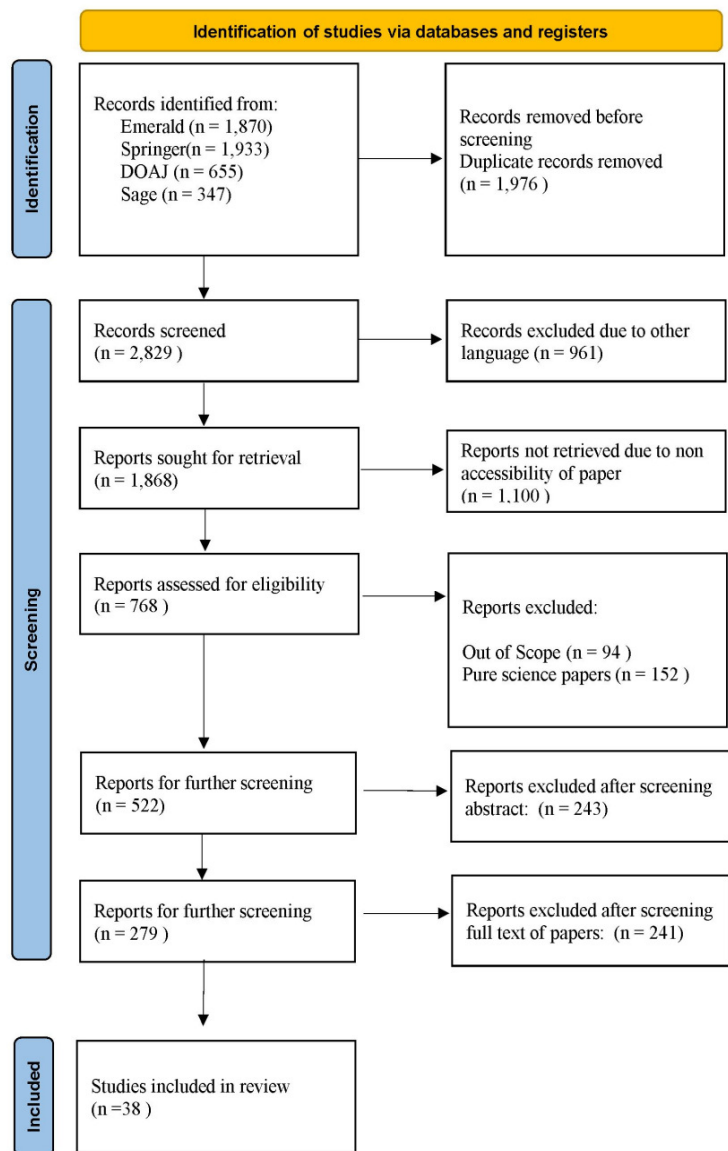 Identification of studies via databases and registers
Identification
Records identified from:
Emerald (n = 1,870)
Springer(n = 1,933)
DOAJ (n = 655)
Sage (n = 347)
Records removed before
screening
Duplicate records removed
(n = 1,976 )
Screening
Records screened
(n = 2,829 )
Records excluded due to other
language (n = 961)
Reports sought for retrieval
(n = 1,868)
Reports not retrieved due to non
accessibility of paper
(n = 1,100 )
Reports assessed for eligibility
(n = 768 )
Reports excluded:
Out of Scope (n = 94 )
Pure science papers (n = 152 )
Reports for further screening
(n = 522)
Reports excluded after screening
abstract: (n = 243)
Reports for further screening
(n = 279 )
Reports excluded after screening
full text of papers: (n = 241)
Included
Studies included in review
(n =38 )